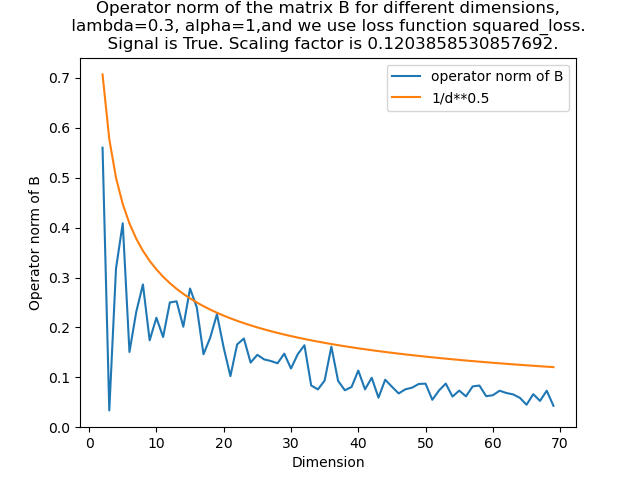 Operator norm of the matrix B for different dimensions,
lambda=0.3, alpha=1,and we use loss function squared_loss.
Signal is True. Scaling factor is 0.1203858530857692.
operator norm of B
1/d**0.5
Operator norm of B
0.7
0.6
0.5
0.4
0.3
0.2
0.1
0.0
0 10 20 30 40 50 60 70
Dimension